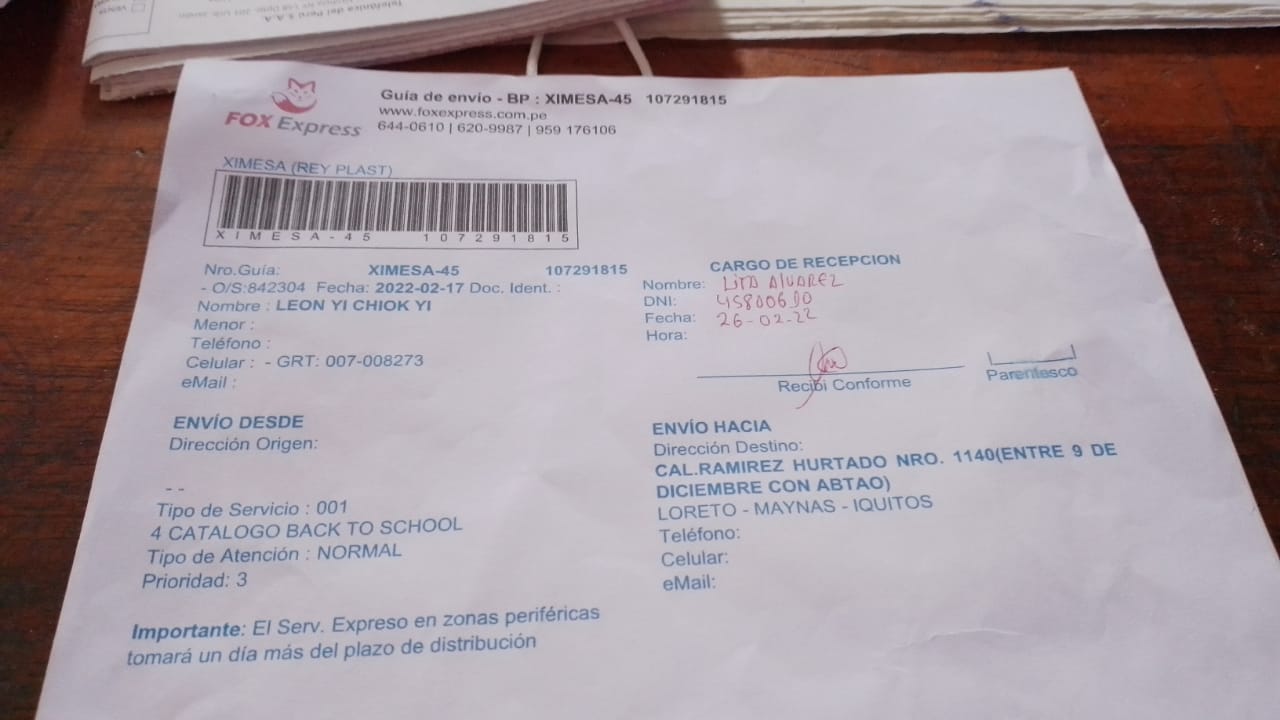 Telefónica del Perú S.A.A.
FOX Express
Guía de envío - BP : XIMESA-45 107291815
www.foxexpress.com.pe
644-0610 | 620-9987 | 959 176106
XIMESA (REY PLAST)
XIMESA-45 107291815
Nro.Guía: XIMESA-45 107291815
- O/S:842304 Fecha: 2022-02-17 Doc. Ident. :
Nombre : LEON YI CHIOK YI
Menor :
Teléfono :
Celular : - GRT: 007-008273
eMail :
CARGO DE RECEPCION
Nombre: Lita Alvarez
DNI: 45800690
Fecha: 26-02-22
Hora:
Recibi Conforme
Parentesco
ENVÍO DESDE
Dirección Origen:
- -
Tipo de Servicio : 001
4 CATALOGO BACK TO SCHOOL
Tipo de Atención : NORMAL
Prioridad: 3
ENVÍO HACIA
Dirección Destino:
CAL.RAMIREZ HURTADO NRO. 1140(ENTRE 9 DE
DICIEMBRE CON ABTAO)
LORETO - MAYNAS - IQUITOS
Teléfono:
Celular:
eMail:
Importante: El Serv. Expreso en zonas periféricas
tomará un día más del plazo de distribución